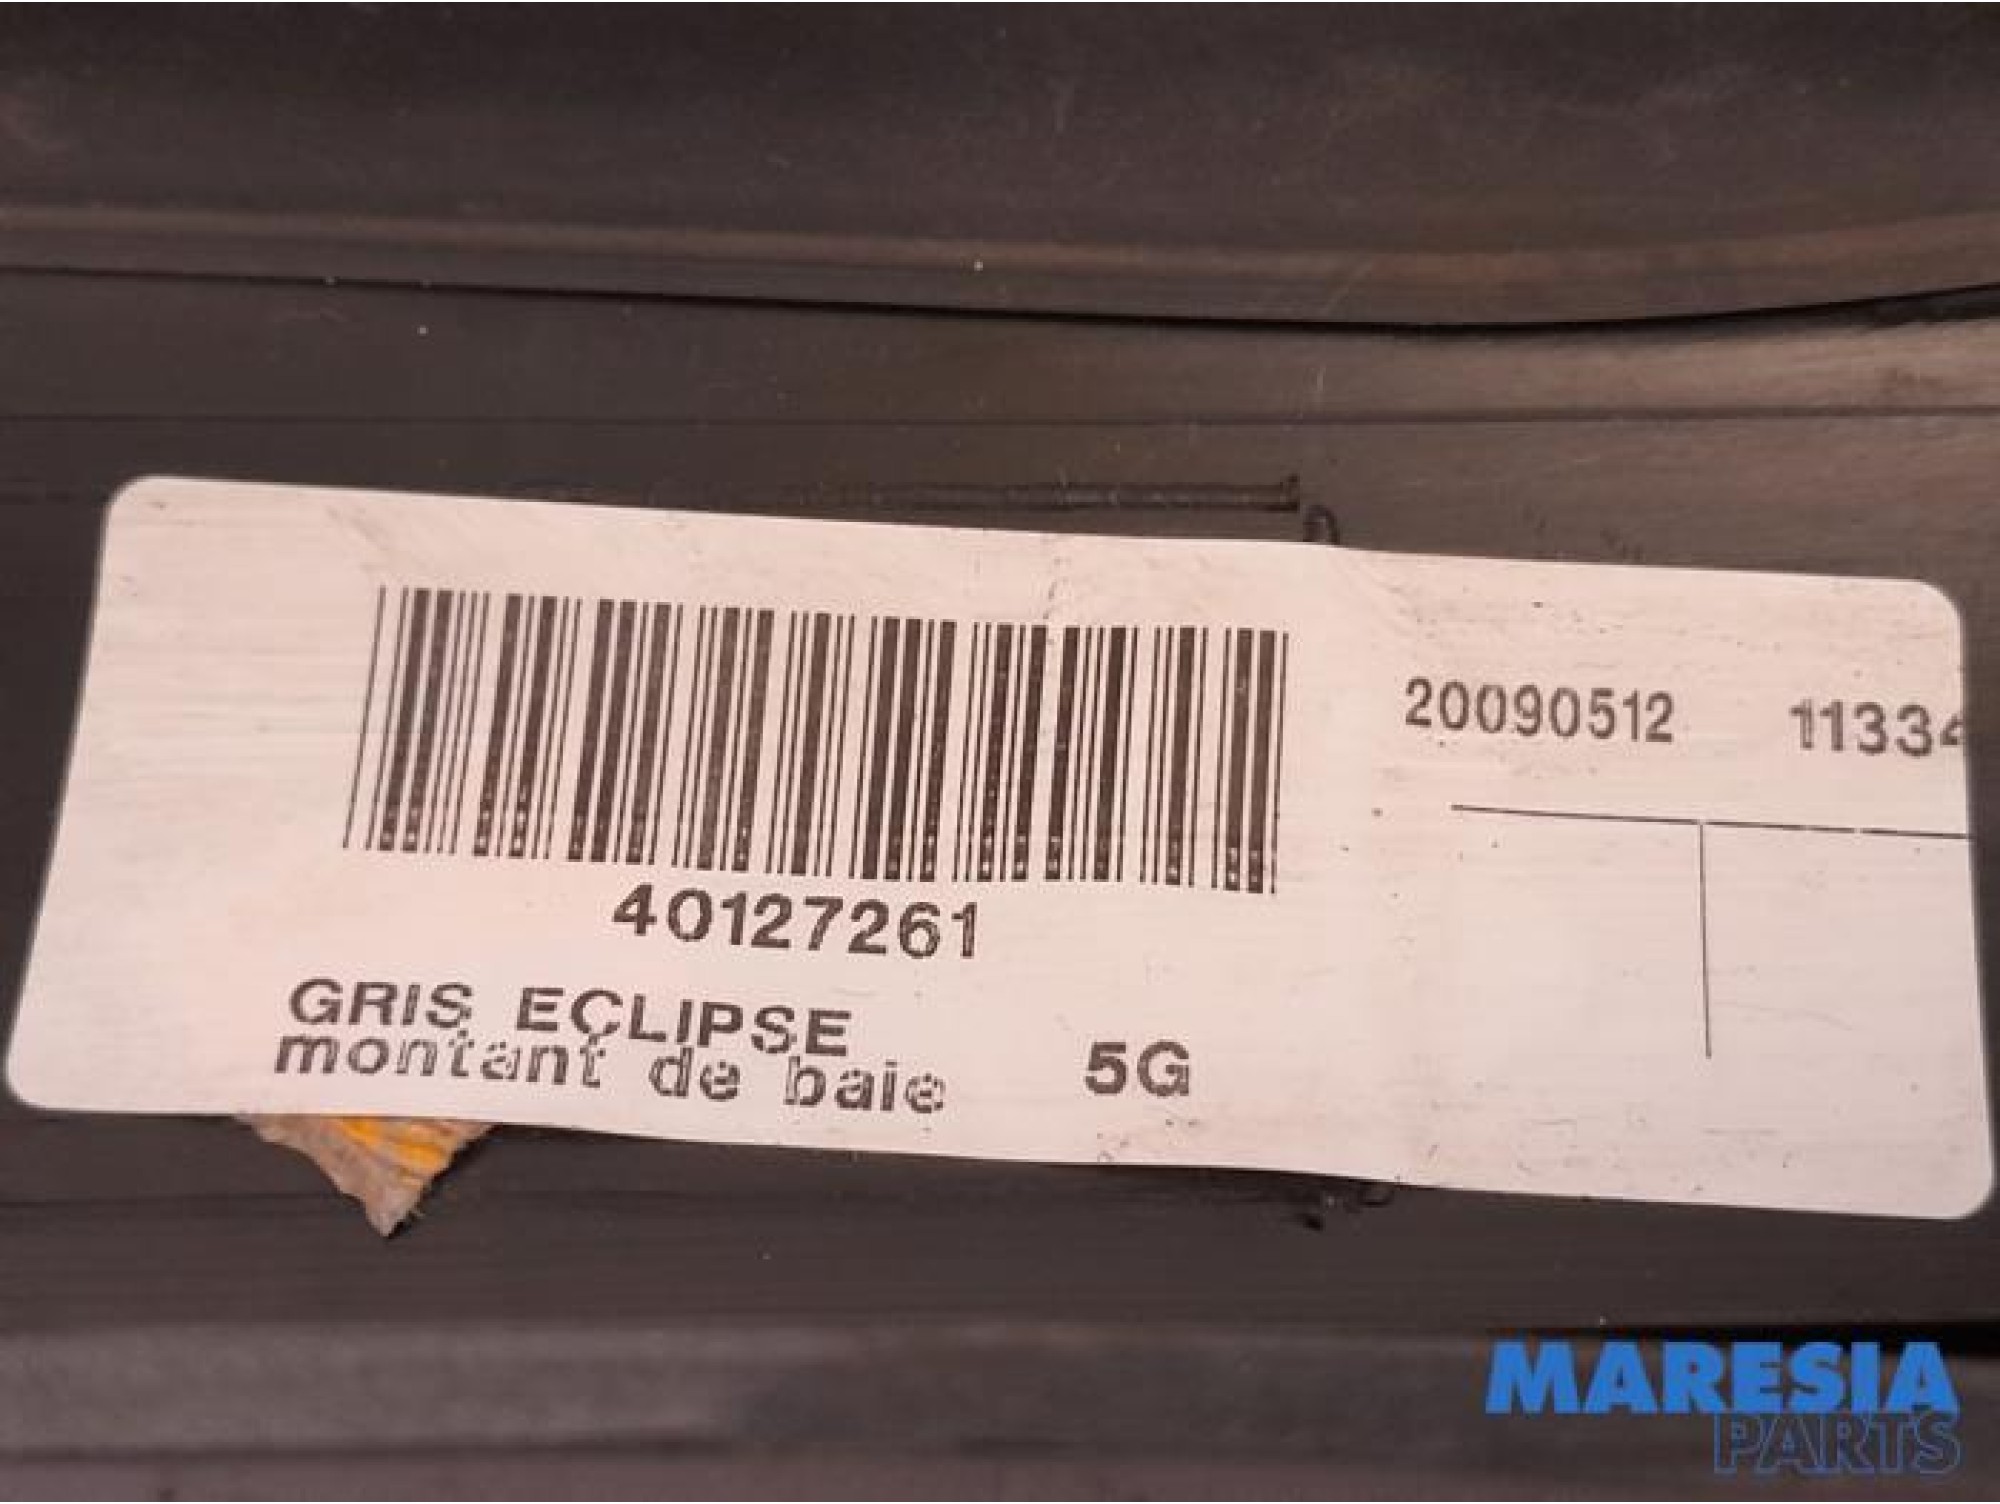 20090512 11334
40127261
GRIS ECLIPSE
montant de baie 5G
MARESIA
PARTS